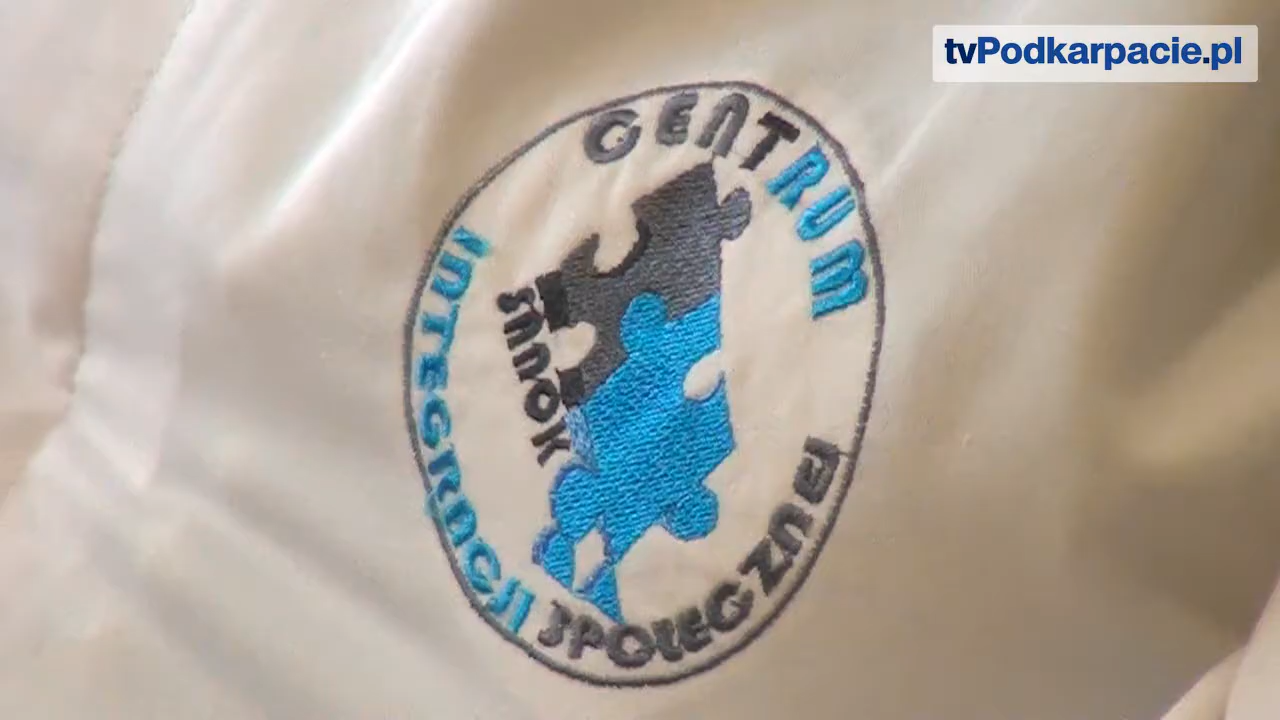 tvPodkarpacie.pl
CENTRUM
INTEGRACJI
SPOŁECZNEJ
SANOK